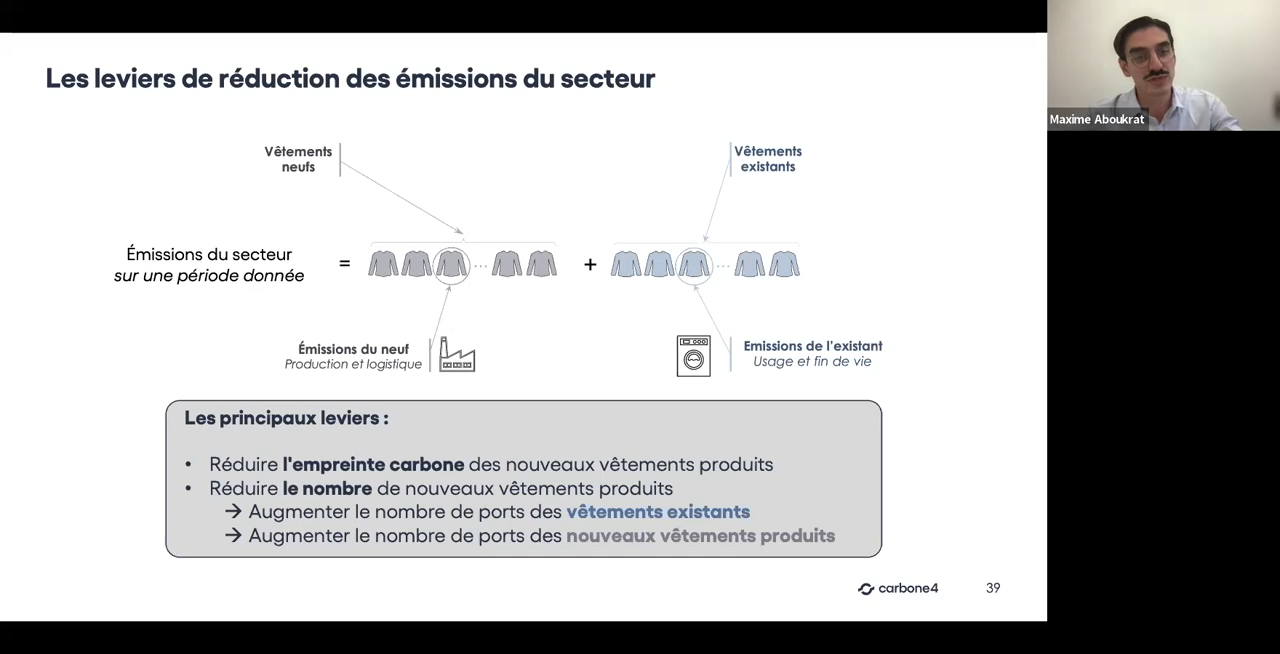 Les leviers de réduction des émissions du secteur
Maxime Aboukrat
Vêtements
neufs
Vêtements
existants
Émissions du secteur
sur une période donnée
=
...
+
...
Émissions du neuf
Production et logistique
Emissions de l'existant
Usage et fin de vie
Les principaux leviers :
• Réduire l'empreinte carbone des nouveaux vêtements produits
• Réduire le nombre de nouveaux vêtements produits
→ Augmenter le nombre de ports des vêtements existants
→ Augmenter le nombre de ports des nouveaux vêtements produits
carbone4
39